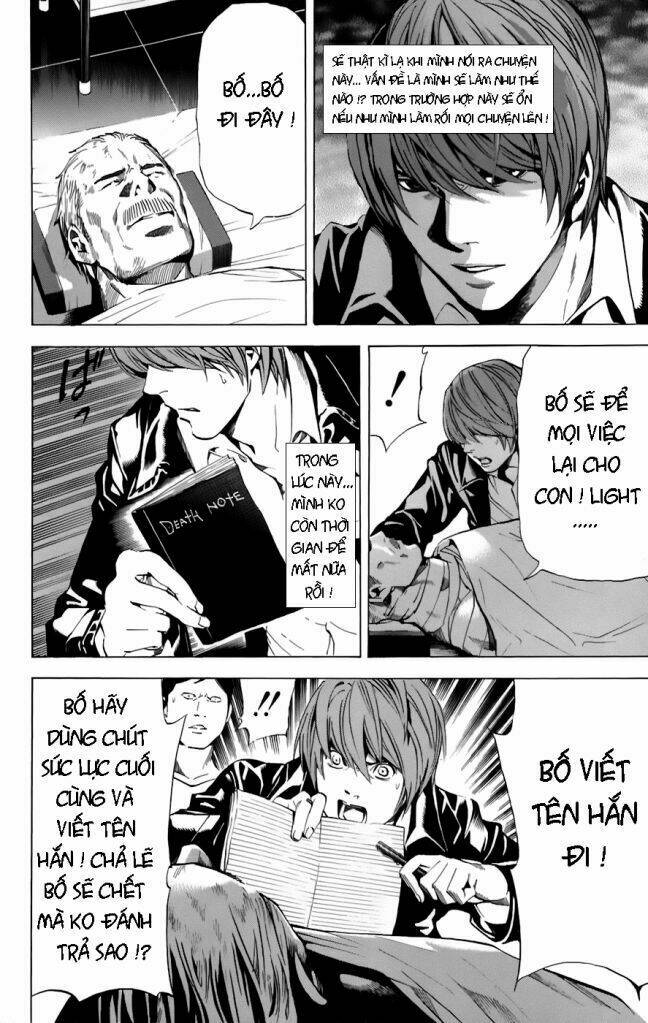 SẼ THẬT KÌ LẠ KHI MÌNH NÓI RA CHUYỆN
NÀY... VẤN ĐỀ LÀ MÌNH SẼ LÀM NHƯ THẾ
NÀO !? TRONG TRƯỜNG HỢP NÀY SẼ ỔN
NẾU NHƯ MÌNH LÀM RỐI MỌI CHUYỆN LÊN !
BỐ...BỐ
ĐI ĐÂY !
BỐ SẼ ĐỂ
MỌI VIỆC
LẠI CHO
CON ! LIGHT
.....
!
TRONG
LÚC NÀY...
MÌNH KO
CÒN THỜI
GIAN ĐỂ
MẤT NỮA
RỒI !
DEATH NOTE
ばっ
BỐ VIẾT
TÊN HẮN
ĐI !
!!
BỐ HÃY
DÙNG CHÚT
SỨC LỰC CUỐI
CÙNG VÀ
VIẾT TÊN
HẮN ! CHẢ LẼ
BỐ SẼ CHẾT
MÀ KO ĐÁNH
TRẢ SAO !?